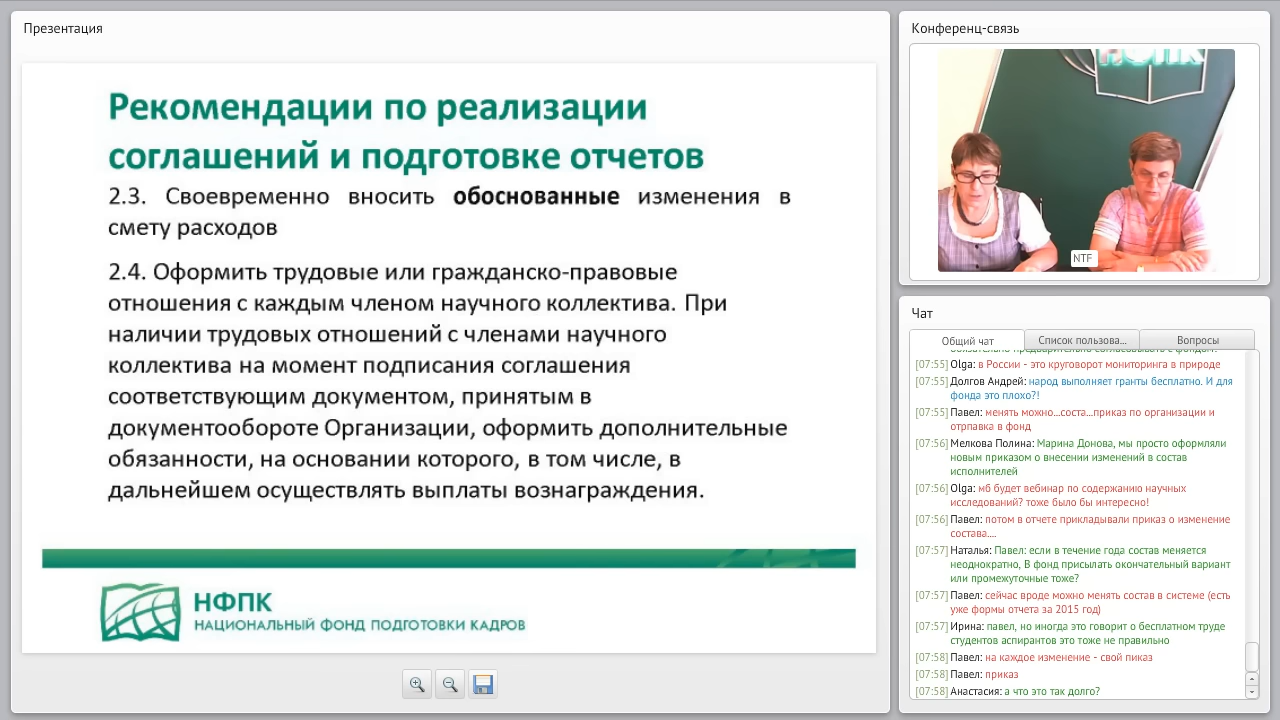 Презентация
Рекомендации по реализации
соглашений и подготовке отчетов
2.3. Своевременно вносить обоснованные изменения в
смету расходов
2.4. Оформить трудовые или гражданско-правовые
отношения с каждым членом научного коллектива. При
наличии трудовых отношений с членами научного
коллектива на момент подписания соглашения
соответствующим документом, принятым в
документообороте Организации, оформить дополнительные
обязанности, на основании которого, в том числе, в
дальнейшем осуществлять выплаты вознаграждения.
НФПК
НАЦИОНАЛЬНЫЙ ФОНД ПОДГОТОВКИ КАДРОВ
Конференц-связь
НФПК
NTF
Чат
Общий чат
Список пользова...
Вопросы
[07:55] Olga: в России - это круговорот мониторинга в природе
[07:55] Долгов Андрей: народ выполняет гранты бесплатно. И для
фонда это плохо?!
[07:55] Павел: менять можно...соста...приказ по организации и
отрпавка в фонд
[07:56] Мелкова Полина: Марина Донова, мы просто оформляли
новым приказом о внесении изменений в состав
исполнителей
[07:56] Olga: мб будет вебинар по содержанию научных
исследований? тоже было бы интересно!
[07:56] Павел: потом в отчете прикладывали приказ о изменение
состава....
[07:57] Наталья: Павел: если в течение года состав меняется
неоднократно, В фонд присылать окончательный вариант
или промежуточные тоже?
[07:57] Павел: сейчас вроде можно менять состав в системе (есть
уже формы отчета за 2015 год)
[07:57] Ирина: павел, но иногда это говорит о бесплатном труде
студентов аспирантов это тоже не правильно
[07:58] Павел: на каждое изменение - свой пиказ
[07:58] Павел: приказ
[07:58] Анастасия: а что это так долго?